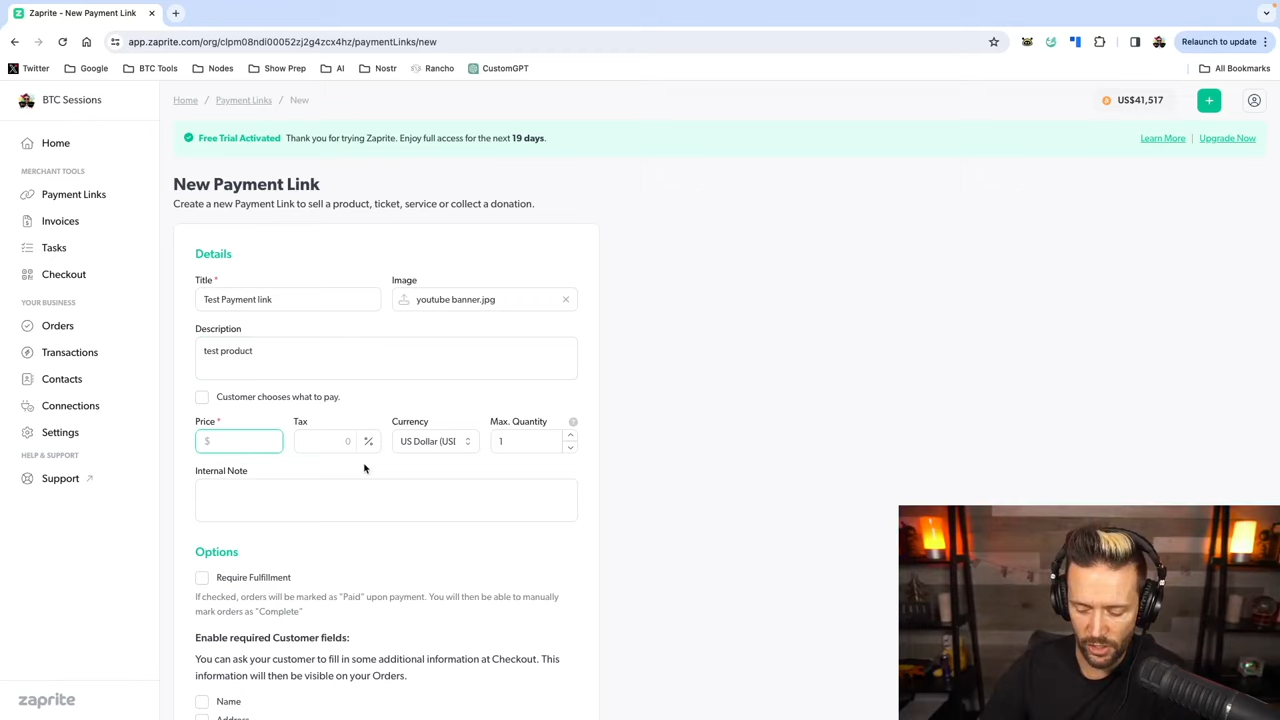 Zaprite - New Payment Link
app.zaprite.com/org/clpm08ndi00052zj2g4zcx4hz/paymentLinks/new
Relaunch to update
Twitter
Google
BTC Tools
Nodes
Show Prep
AI
Nostr
Rancho
CustomGPT
All Bookmarks
BTC Sessions
Home / Payment Links / New
US$41,517
Free Trial Activated Thank you for trying Zaprite. Enjoy full access for the next 19 days.
Learn More | Upgrade Now
Home
MERCHANT TOOLS
Payment Links
Invoices
Tasks
Checkout
YOUR BUSINESS
Orders
Transactions
Contacts
Connections
Settings
HELP & SUPPORT
Support
zaprite
New Payment Link
Create a new Payment Link to sell a product, ticket, service or collect a donation.
Details
Title * Image
Test Payment link youtube banner.jpg
Description
test product
Customer chooses what to pay.
Price * Tax Currency Max. Quantity
$ 0 % US Dollar (USI 1
Internal Note
Options
Require Fulfillment
If checked, orders will be marked as "Paid" upon payment. You will then be able to manually
mark orders as "Complete"
Enable required Customer fields:
You can ask your customer to fill in some additional information at Checkout. This
information will then be visible on your Orders.
Name
Address